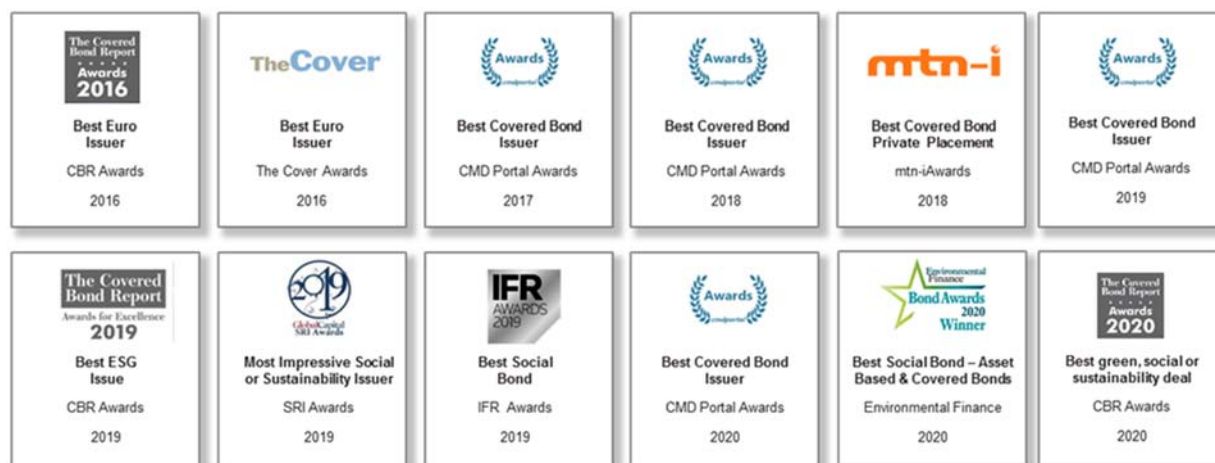 The Covered
Bond Report
Awards
2016
Best Euro
Issuer
CBR Awards
2016
TheCover
Best Euro
Issuer
The Cover Awards
2016
Awards
cmdportal
Best Covered Bond
Issuer
CMD Portal Awards
2017
Awards
cmdportal
Best Covered Bond
Issuer
CMD Portal Awards
2018
mtn-i
Best Covered Bond
Private Placement
mtn-iAwards
2018
Awards
cmdportal
Best Covered Bond
Issuer
CMD Portal Awards
2019
The Covered
Bond Report
Awards for Excellence
2019
Best ESG
Issue
CBR Awards
2019
2019
GlobalCapital
SRI Awards
Most Impressive Social
or Sustainability Issuer
SRI Awards
2019
IFR
AWARDS
2019
Best Social
Bond
IFR Awards
2019
Awards
cmdportal
Best Covered Bond
Issuer
CMD Portal Awards
2020
Environmental
Finance
Bond Awards
2020
Winner
Best Social Bond – Asset
Based & Covered Bonds
Environmental Finance
2020
The Covered
Bond Report
Awards
2020
Best green, social or
sustainability deal
CBR Awards
2020